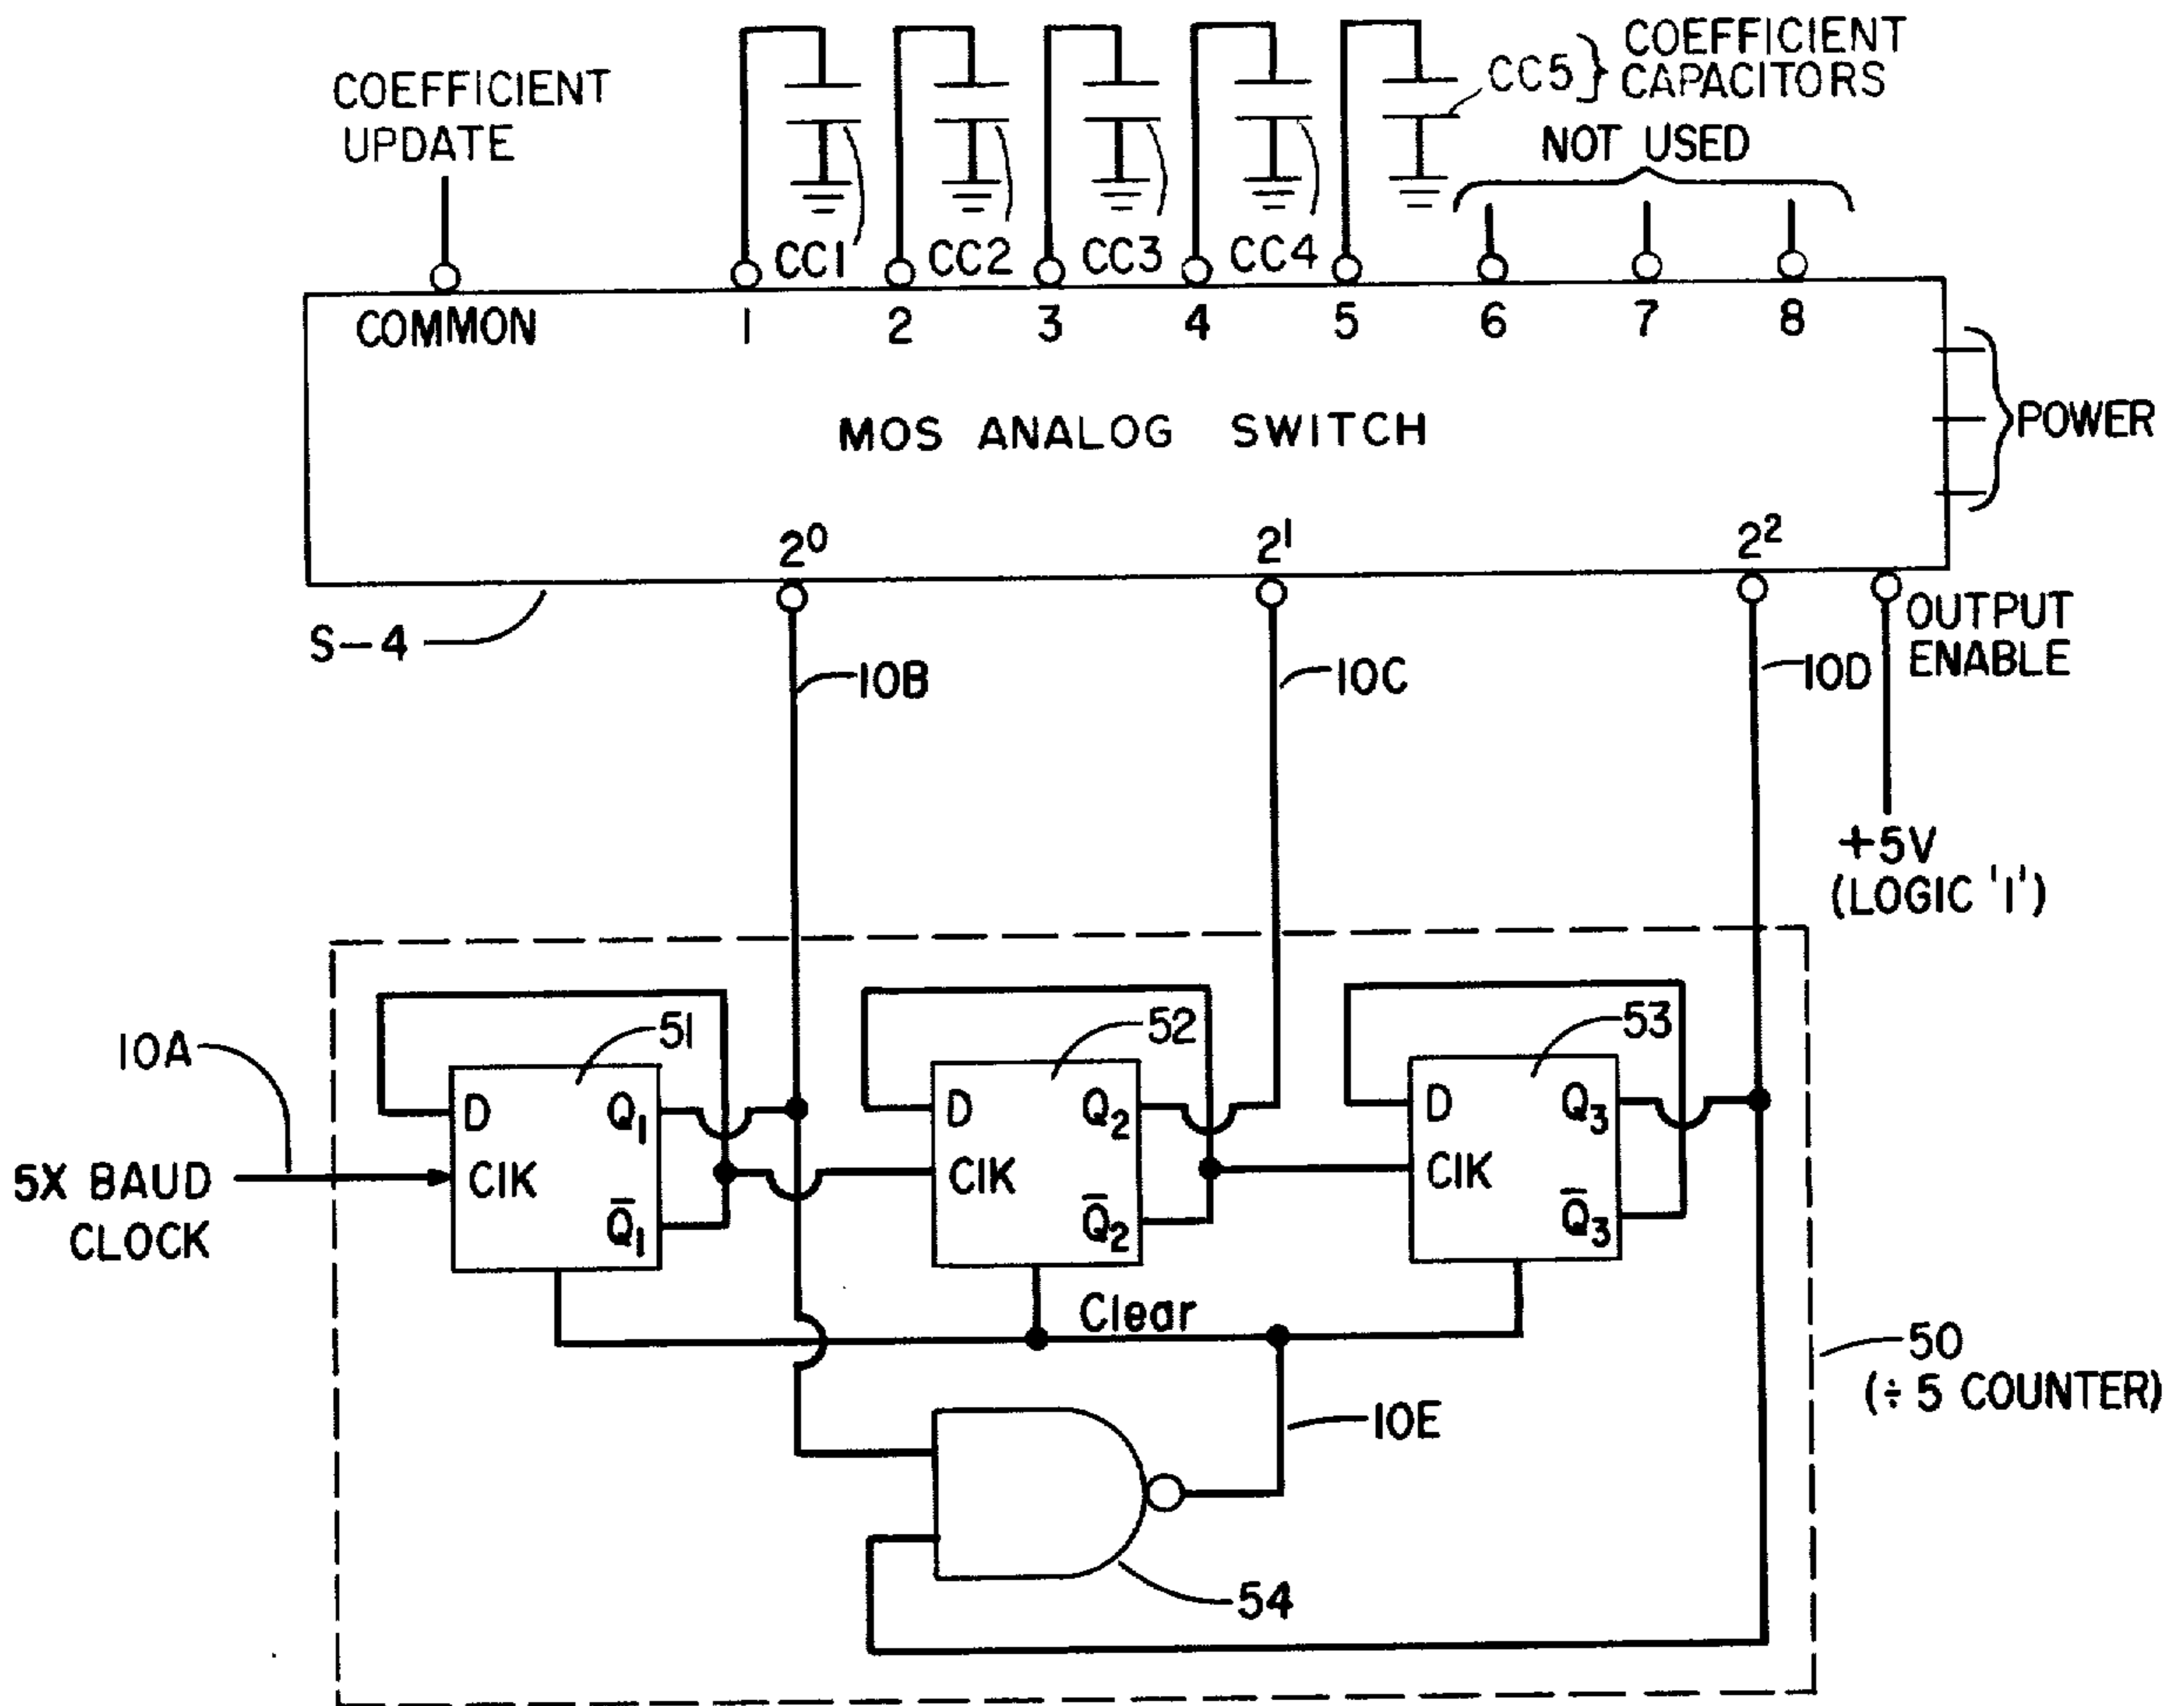 COEFFICIENT
UPDATE
CC5} COEFFICIENT
CAPACITORS
NOT USED
CC1 CC2 CC3 CC4
COMMON 1 2 3 4 5 6 7 8
MOS ANALOG SWITCH
POWER
2⁰ 2¹ 2²
S-4
OUTPUT
ENABLE
10B 10C 10D
+5V
(LOGIC '1')
10A
51 52 53
D Q₁ D Q₂ D Q₃
5X BAUD
CLOCK
ClK ClK ClK
Q̅₁ Q̅₂ Q̅₃
Clear
50
(÷5 COUNTER)
10E
54